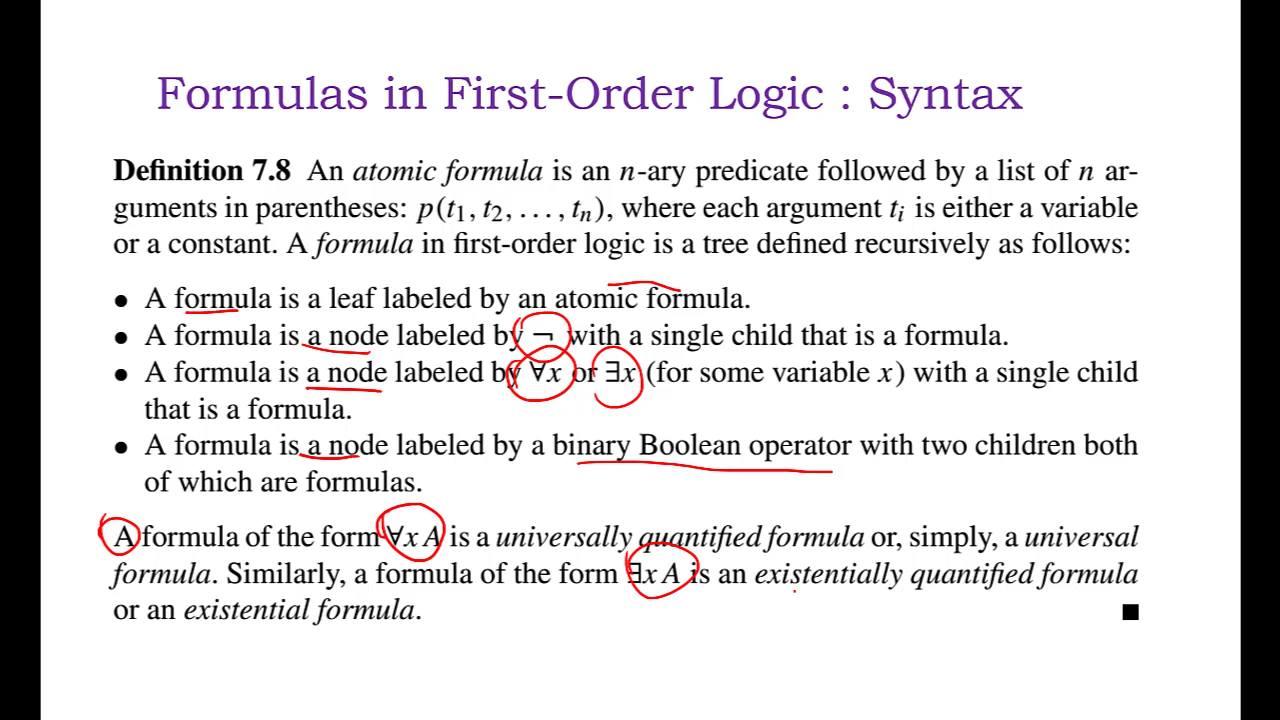 Formulas in First-Order Logic : Syntax
Definition 7.8 An atomic formula is an n-ary predicate followed by a list of n ar-
guments in parentheses: p(t₁, t₂, . . . , tₙ), where each argument tᵢ is either a variable
or a constant. A formula in first-order logic is a tree defined recursively as follows:
• A formula is a leaf labeled by an atomic formula.
• A formula is a node labeled by ¬ with a single child that is a formula.
• A formula is a node labeled by ∀x or ∃x (for some variable x) with a single child
that is a formula.
• A formula is a node labeled by a binary Boolean operator with two children both
of which are formulas.
A formula of the form ∀x A is a universally quantified formula or, simply, a universal
formula. Similarly, a formula of the form ∃x A is an existentially quantified formula
or an existential formula. ■